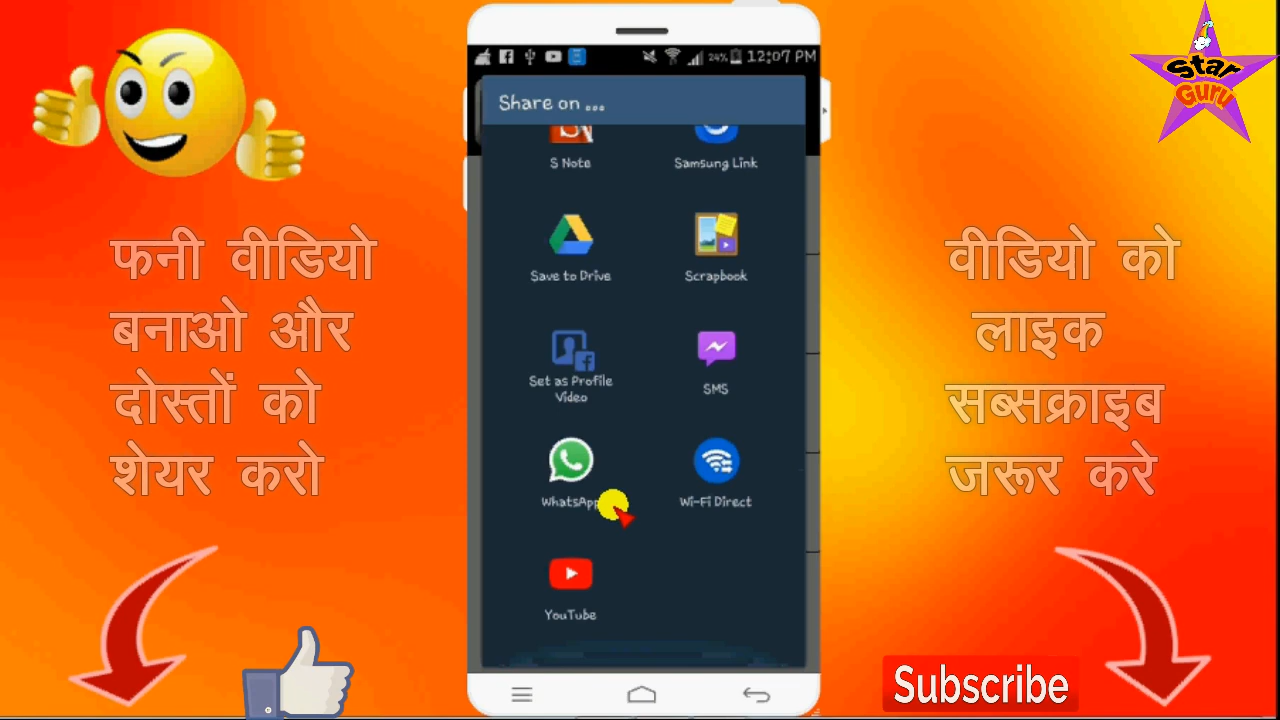 24% 12:07 PM
Star
Guru
Share on ...
S Note
Samsung Link
Save to Drive
Scrapbook
Set as Profile
Video
SMS
WhatsApp
Wi-Fi Direct
YouTube
फनी वीडियो
बनाओ और
दोस्तों को
शेयर करो
वीडियो को
लाइक
सब्सक्राइब
जरूर करे
Subscribe